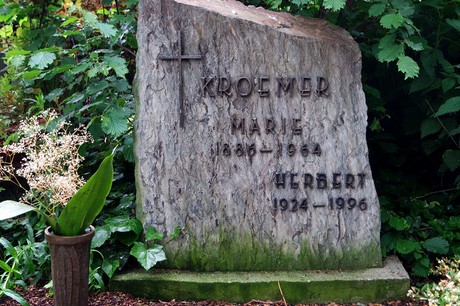 KROEMER
MARIE
1886 – 1964
HERBERT
1924 – 1996